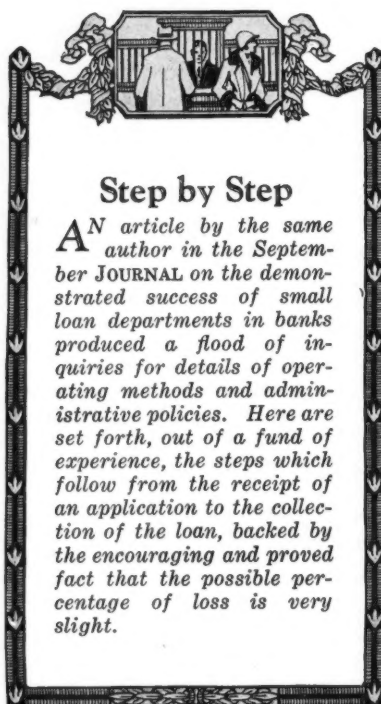 Step by Step
AN article by the same
author in the Septem-
ber JOURNAL on the demon-
strated success of small
loan departments in banks
produced a flood of in-
quiries for details of oper-
ating methods and admin-
istrative policies. Here are
set forth, out of a fund of
experience, the steps which
follow from the receipt of
an application to the collec-
tion of the loan, backed by
the encouraging and proved
fact that the possible per-
centage of loss is very
slight.